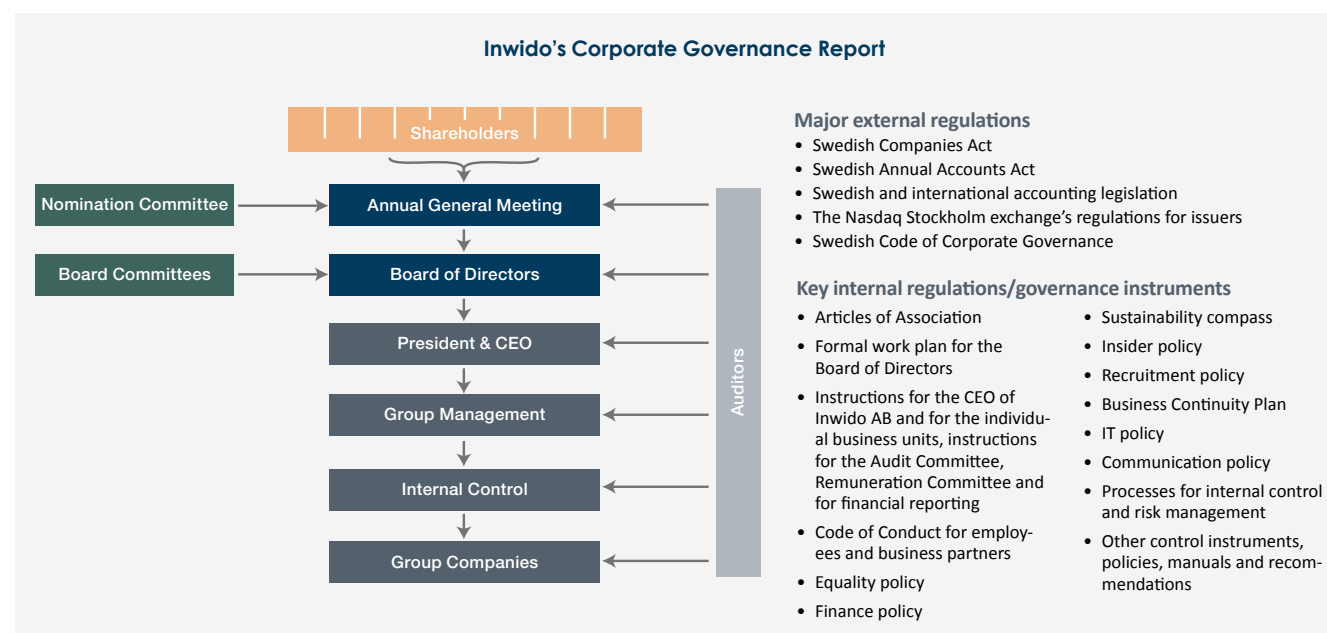 Inwido’s Corporate Governance Report
Shareholders
Nomination Committee
Annual General Meeting
Board Committees
Board of Directors
President & CEO
Group Management
Internal Control
Group Companies
Auditors
Major external regulations
• Swedish Companies Act
• Swedish Annual Accounts Act
• Swedish and international accounting legislation
• The Nasdaq Stockholm exchange’s regulations for issuers
• Swedish Code of Corporate Governance
Key internal regulations/governance instruments
• Articles of Association
• Formal work plan for the
Board of Directors
• Instructions for the CEO of
Inwido AB and for the individu-
al business units, instructions
for the Audit Committee,
Remuneration Committee and
for financial reporting
• Code of Conduct for employ-
ees and business partners
• Equality policy
• Finance policy
• Sustainability compass
• Insider policy
• Recruitment policy
• Business Continuity Plan
• IT policy
• Communication policy
• Processes for internal control
and risk management
• Other control instruments,
policies, manuals and recom-
mendations